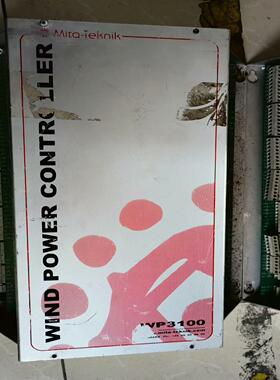 Mita-Teknik
WIND POWER CONTROLLER
WP3100